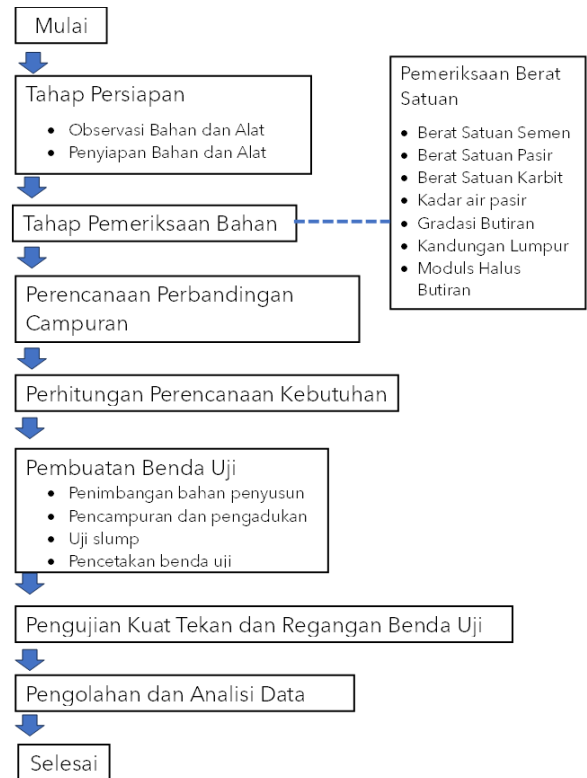 Mulai
Tahap Persiapan
• Observasi Bahan dan Alat
• Penyiapan Bahan dan Alat
Tahap Pemeriksaan Bahan
Pemeriksaan Berat
Satuan
• Berat Satuan Semen
• Berat Satuan Pasir
• Berat Satuan Karbit
• Kadar air pasir
• Gradasi Butiran
• Kandungan Lumpur
• Moduls Halus
Butiran
Perencanaan Perbandingan
Campuran
Perhitungan Perencanaan Kebutuhan
Pembuatan Benda Uji
• Penimbangan bahan penyusun
• Pencampuran dan pengadukan
• Uji slump
• Pencetakan benda uji
Pengujian Kuat Tekan dan Regangan Benda Uji
Pengolahan dan Analisi Data
Selesai